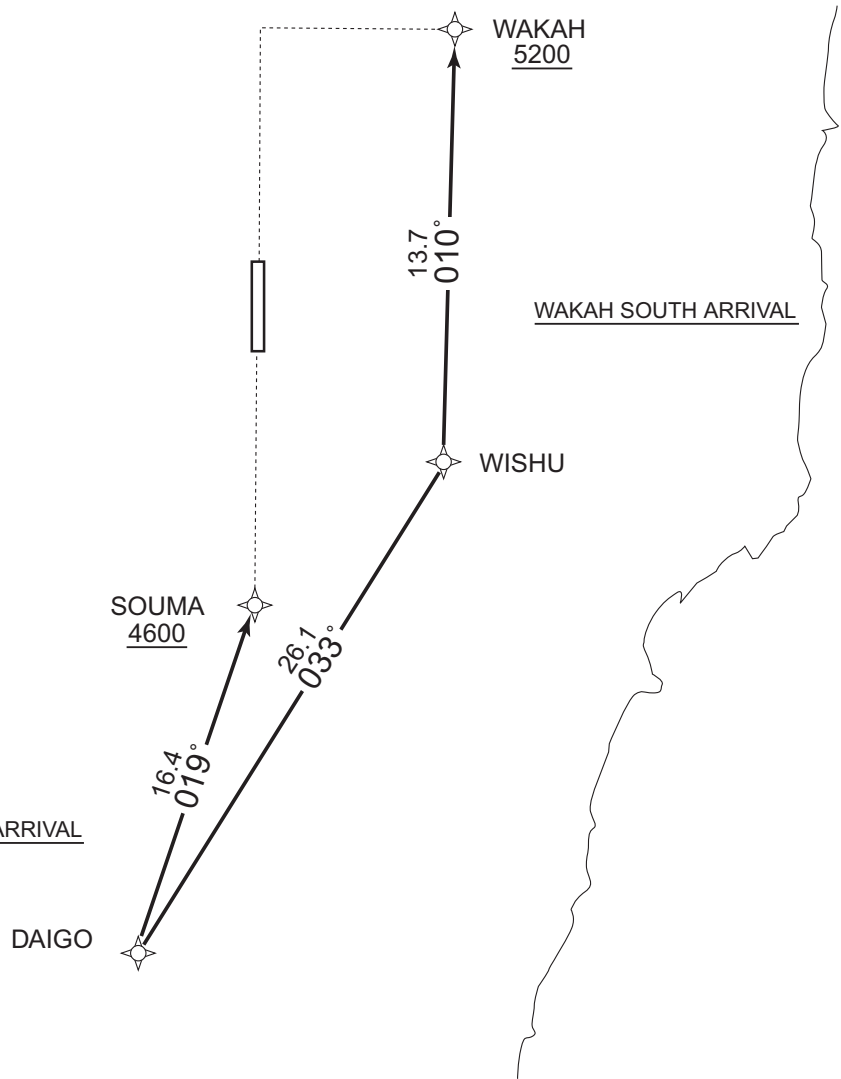 WAKAH
5200
13.7
010°
WAKAH SOUTH ARRIVAL
WISHU
SOUMA
4600
26.1
033°
16.4
019°
ARRIVAL
DAIGO